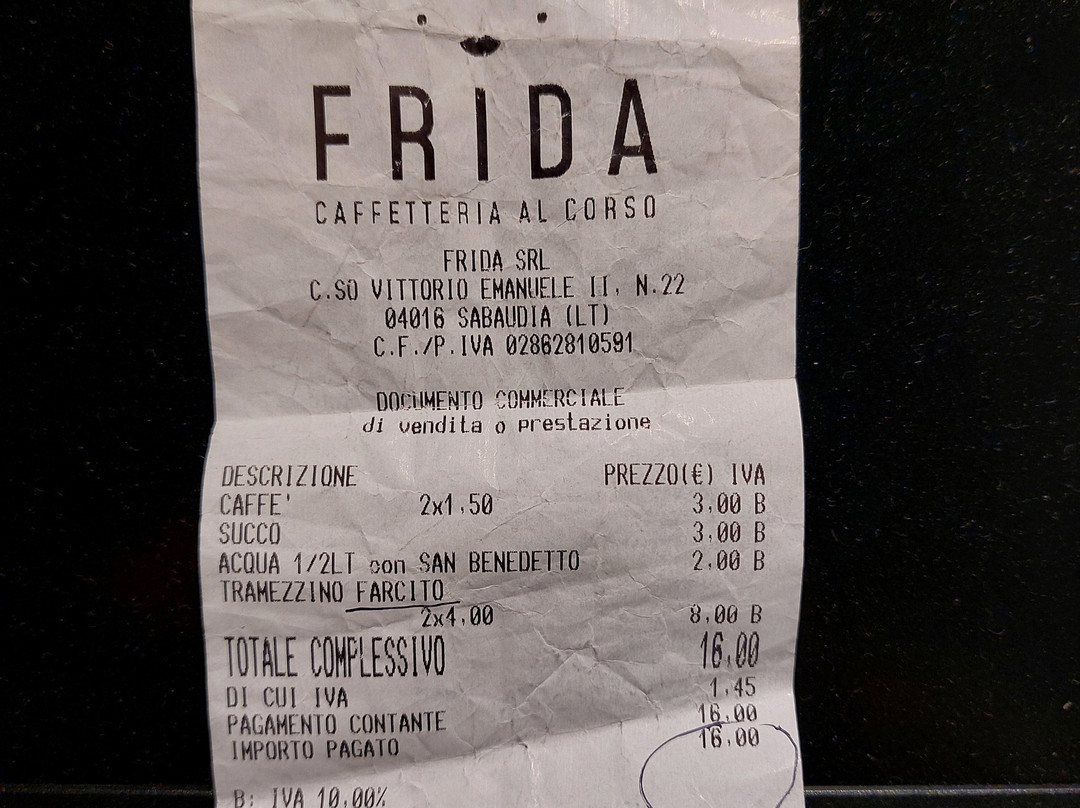 FRIDA
CAFFETTERIA AL CORSO
FRIDA SRL
C.SO VITTORIO EMANUELE II, N.22
04016 SABAUDIA (LT)
C.F./P.IVA 02862810591
DOCUMENTO COMMERCIALE
di vendita o prestazione
DESCRIZIONE PREZZO(€) IVA
CAFFE' 2x1,50 3,00 B
SUCCO 3,00 B
ACQUA 1/2LT con SAN BENEDETTO 2,00 B
TRAMEZZINO FARCITO
2x4,00 8,00 B
TOTALE COMPLESSIVO 16,00
DI CUI IVA 1,45
PAGAMENTO CONTANTE 16,00
IMPORTO PAGATO 16,00
B: IVA 10,00%